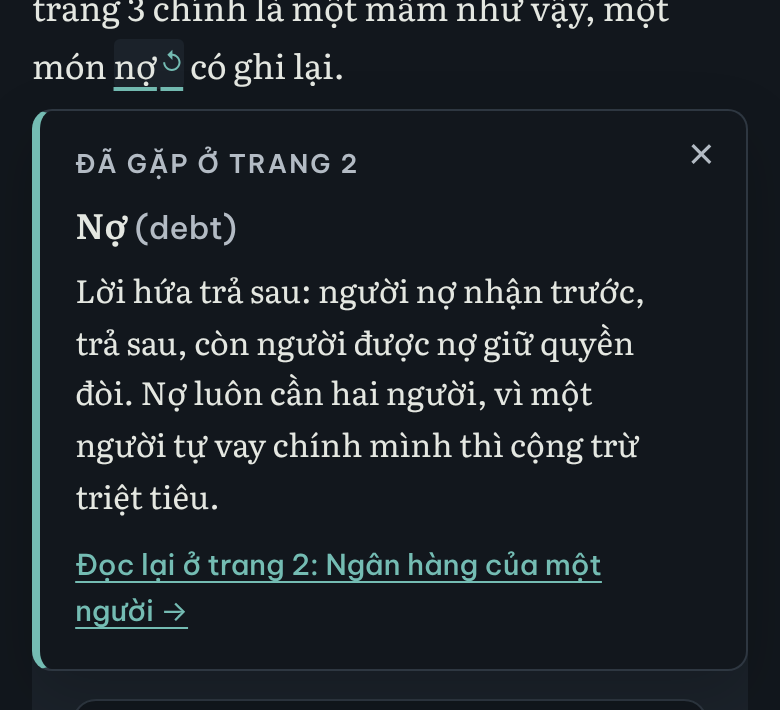 trang 3 chính là một mâm như vậy, một
món nợ có ghi lại.
ĐÃ GẶP Ở TRANG 2
Nợ (debt)
Lời hứa trả sau: người nợ nhận trước,
trả sau, còn người được nợ giữ quyền
đòi. Nợ luôn cần hai người, vì một
người tự vay chính mình thì cộng trừ
triệt tiêu.
Đọc lại ở trang 2: Ngân hàng của một
người →